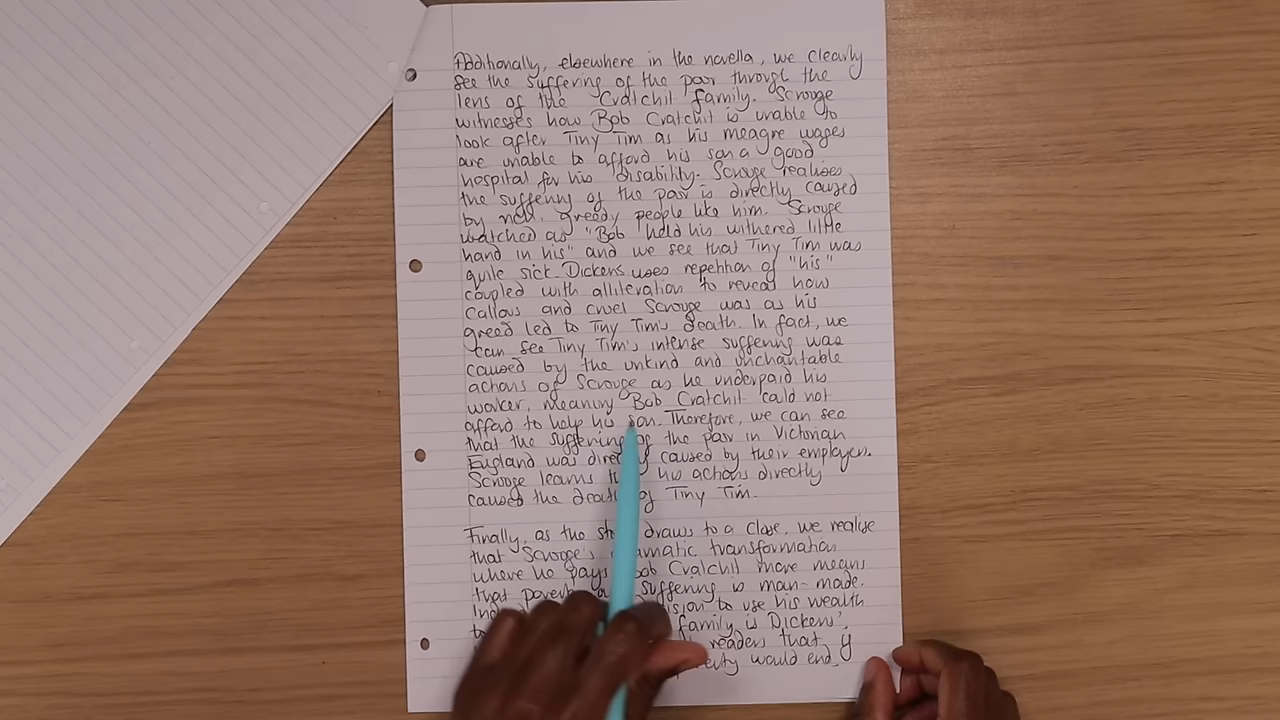 Additionally, elsewhere in the novella, we clearly
see the suffering of the poor through the
lens of the Cratchit family. Scrooge
witnesses how Bob Cratchit is unable to
look after Tiny Tim as his meagre wages
are unable to afford his son a good
hospital for his disability. Scrooge realises
the suffering of the poor is directly caused
by rich, greedy people like him. Scrooge
watched as "Bob held his withered little
hand in his" and we see that Tiny Tim was
quite sick. Dickens uses repetition of "his"
coupled with alliteration to reveal how
callous and cruel Scrooge was as his
greed led to Tiny Tim's death. In fact, we
can see Tiny Tim's intense suffering was
caused by the unkind and uncharitable
actions of Scrooge as he underpaid his
worker, meaning Bob Cratchit could not
afford to help his son. Therefore, we can see
that the suffering of the poor in Victorian
England was directly caused by their employers.
Scrooge learns his actions directly
caused the death of Tiny Tim.
Finally, as the draws to a close, we realise
that Scrooge's transformation
where he pays Bob Cratchit more means
that suffering is man-made.
to use his wealth
family is Dickens'
readers that if
would end.